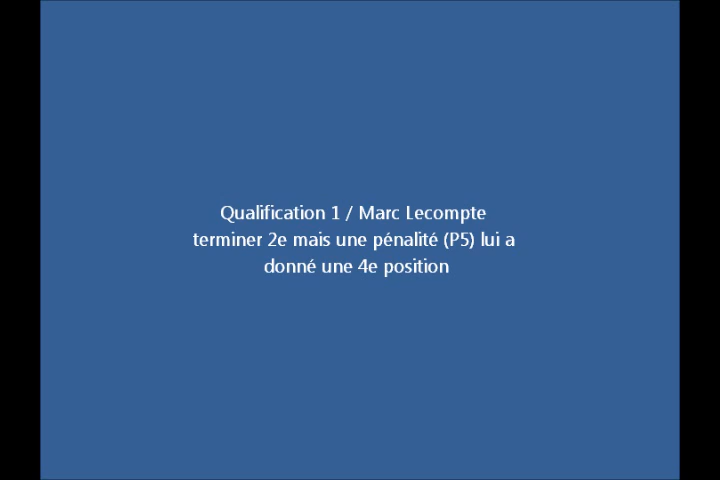 Qualification 1 / Marc Lecompte
terminer 2e mais une pénalité (P5) lui a
donné une 4e position